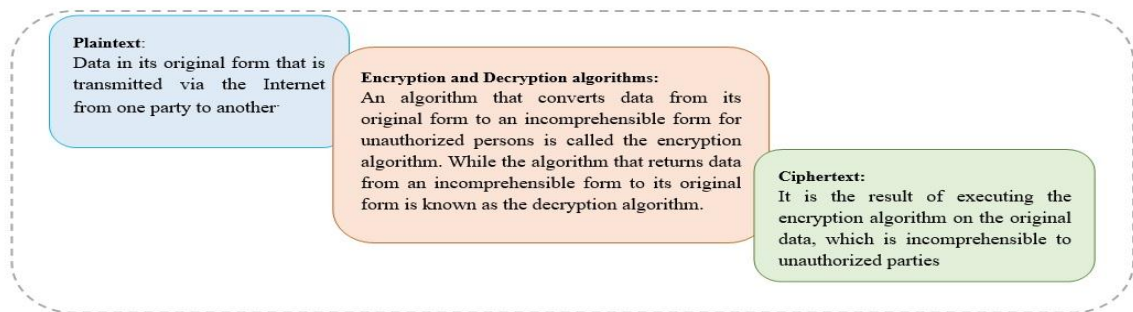 Plaintext:
Data in its original form that is
transmitted via the Internet
from one party to another
Encryption and Decryption algorithms:
An algorithm that converts data from its
original form to an incomprehensible form for
unauthorized persons is called the encryption
algorithm. While the algorithm that returns data
from an incomprehensible form to its original
form is known as the decryption algorithm.
Ciphertext:
It is the result of executing the
encryption algorithm on the original
data, which is incomprehensible to
unauthorized parties